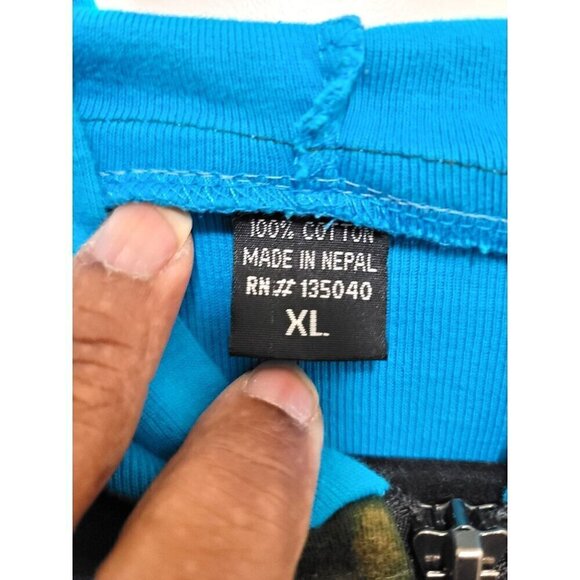 100% COTTON
MADE IN NEPAL
RN# 135040
XL